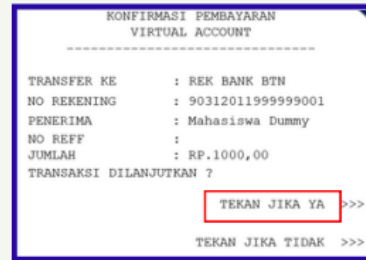 KONFIRMASI PEMBAYARAN
VIRTUAL ACCOUNT
--------------------------------
TRANSFER KE : REK BANK BTN
NO REKENING : 90312011999999001
PENERIMA : Mahasiswa Dummy
NO REFF :
JUMLAH : RP.1000,00
TRANSAKSI DILANJUTKAN ?
TEKAN JIKA YA >>>
TEKAN JIKA TIDAK >>>